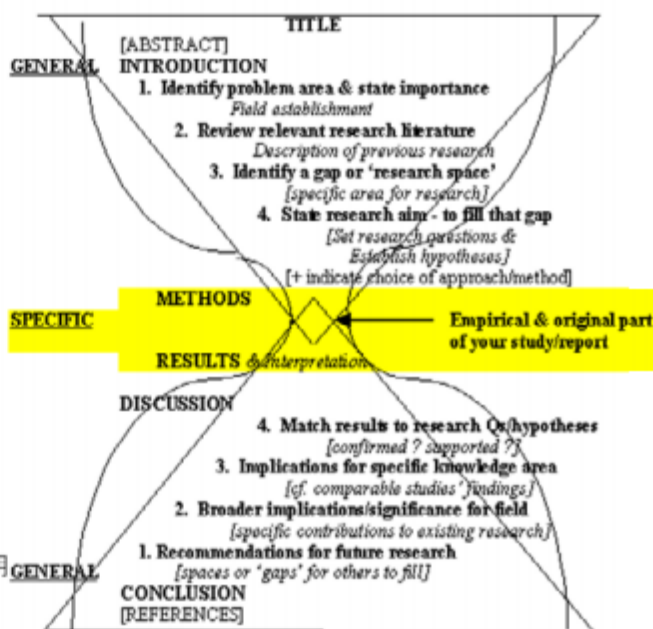 TITLE
[ABSTRACT]
GENERAL INTRODUCTION
1. Identify problem area & state importance
Field establishment
2. Review relevant research literature
Description of previous research
3. Identify a gap or ‘research space’
[specific area for research]
4. State research aim - to fill that gap
[Set research questions &
Establish hypotheses]
[+ indicate choice of approach/method]
METHODS
SPECIFIC
Empirical & original part
of your study/report
RESULTS & interpretation
DISCUSSION
4. Match results to research Qs/hypotheses
[confirmed ? supported ?]
3. Implications for specific knowledge area
[cf. comparable studies’ findings]
2. Broader implications/significance for field
[specific contributions to existing research]
1. Recommendations for future research
GENERAL [spaces or ‘gaps’ for others to fill]
CONCLUSION
[REFERENCES]